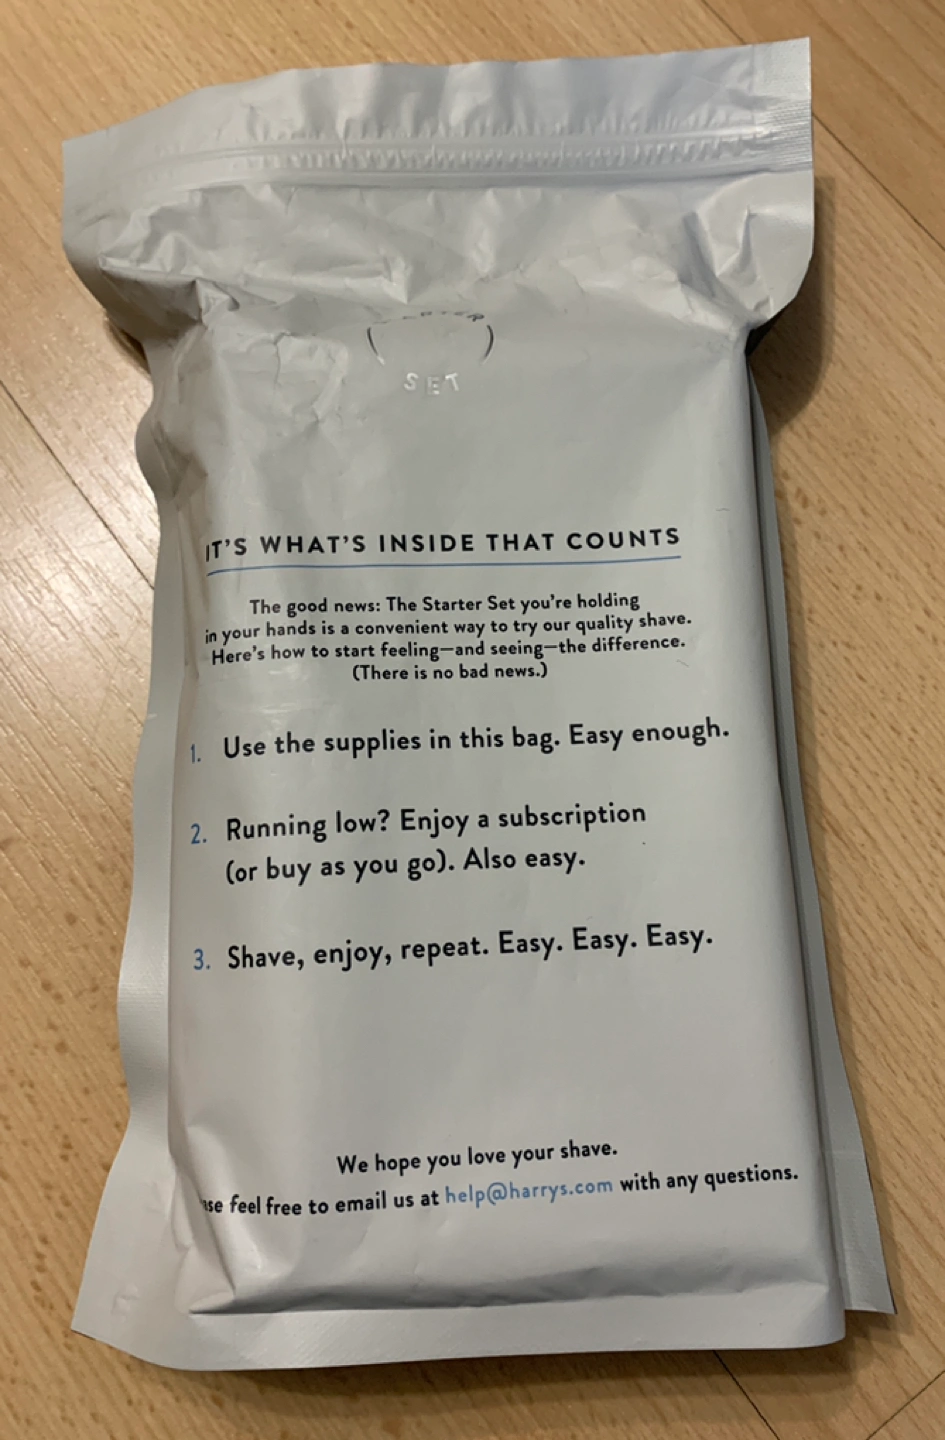 SET
IT'S WHAT'S INSIDE THAT COUNTS
The good news: The Starter Set you're holding
in your hands is a convenient way to try our quality shave.
Here's how to start feeling—and seeing—the difference.
(There is no bad news.)
1. Use the supplies in this bag. Easy enough.
2. Running low? Enjoy a subscription
(or buy as you go). Also easy.
3. Shave, enjoy, repeat. Easy. Easy. Easy.
We hope you love your shave.
feel free to email us at help@harrys.com with any questions.